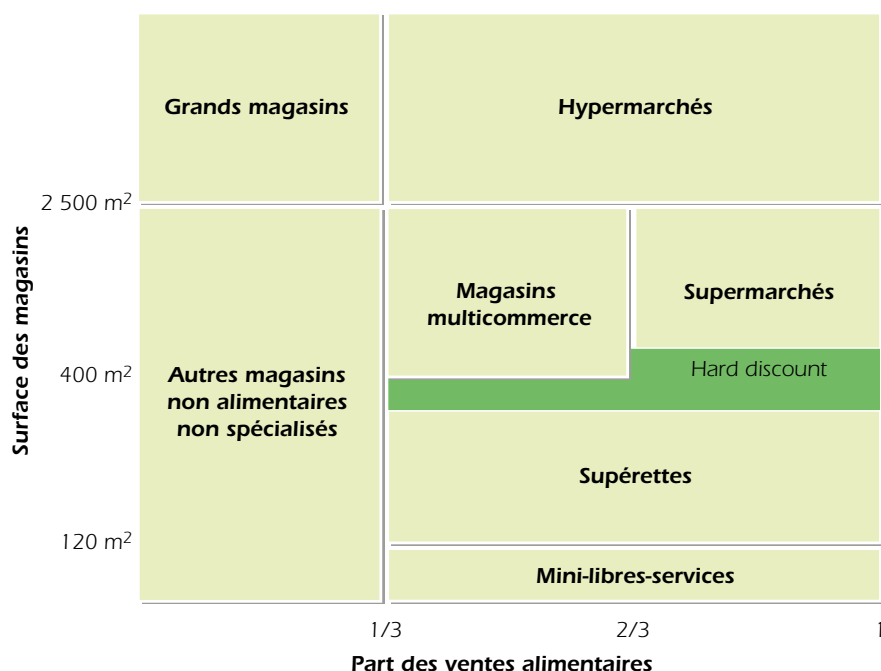 Grands magasins
Hypermarchés
2 500 m²
Surface des magasins
Magasins
multicommerce
Supermarchés
400 m²
Autres magasins
non alimentaires
non spécialisés
Hard discount
Supérettes
120 m²
Mini-libres-services
1/3
2/3
1
Part des ventes alimentaires